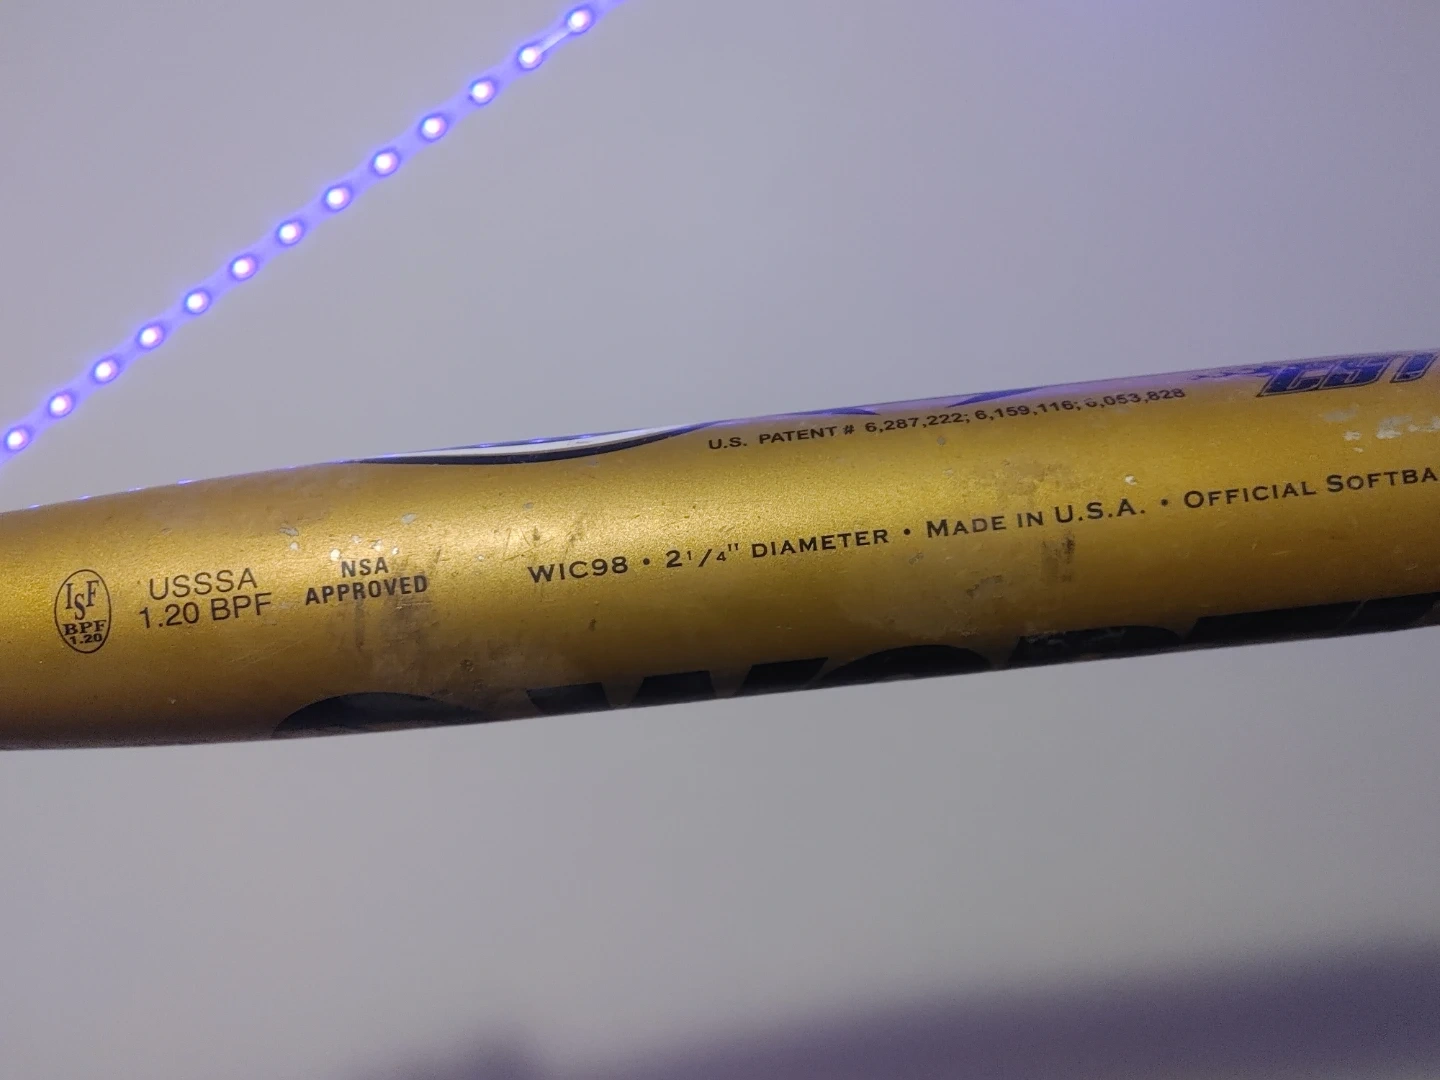 U.S. PATENT # 6,287,222; 6,159,116; 6,053,828
CST
WIC98 • 2 1/4" DIAMETER • MADE IN U.S.A. • OFFICIAL SOFTBA
ISF
BPF
1.20
USSSA
1.20 BPF
NSA
APPROVED